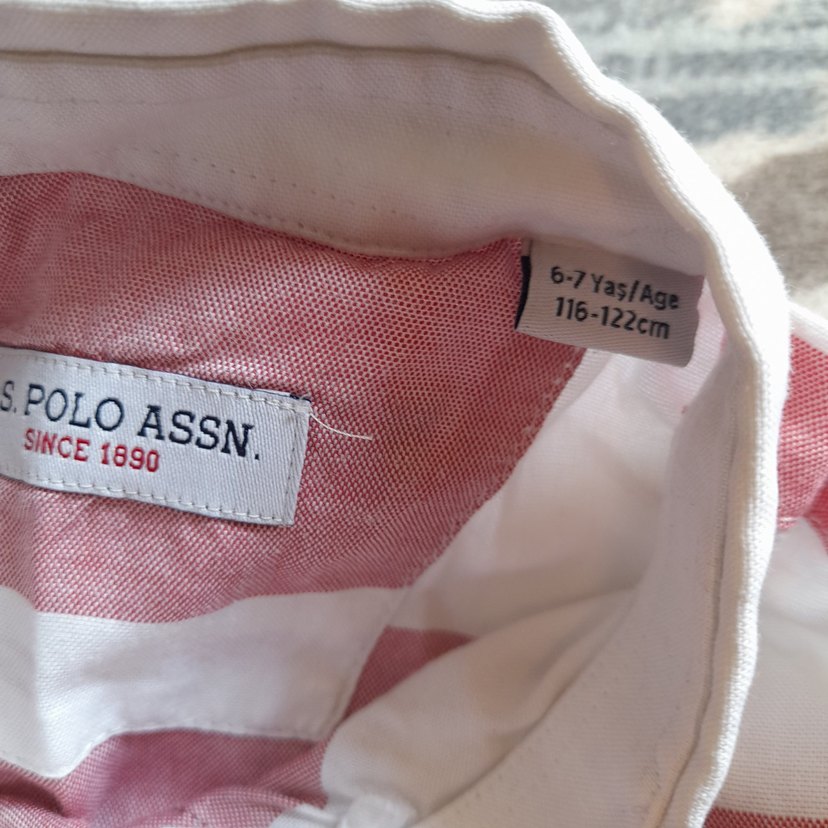 S. POLO ASSN.
SINCE 1890
6-7 Yaş/Age
116-122cm